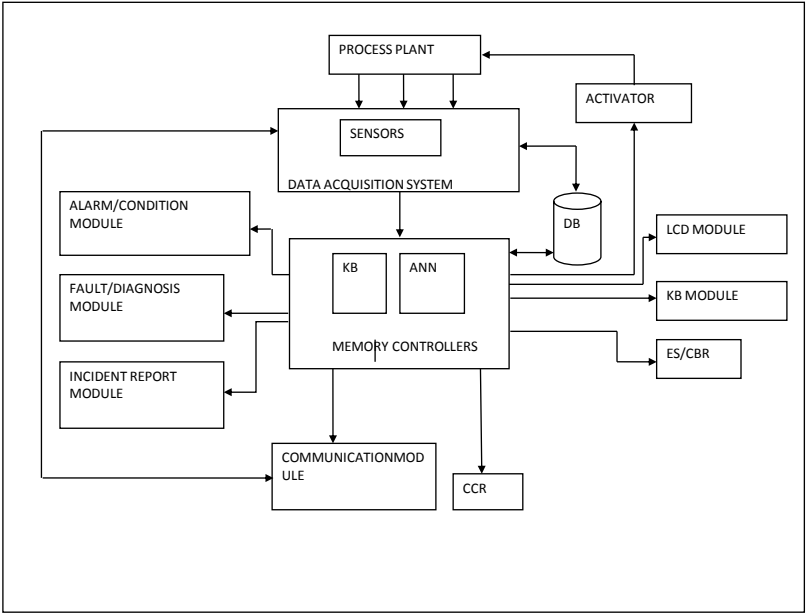 PROCESS PLANT
ACTIVATOR
SENSORS
DATA ACQUISITION SYSTEM
ALARM/CONDITION
MODULE
DB
LCD MODULE
KB
ANN
FAULT/DIAGNOSIS
MODULE
KB MODULE
MEMORY CONTROLLERS
ES/CBR
INCIDENT REPORT
MODULE
COMMUNICATIONMOD
ULE
CCR